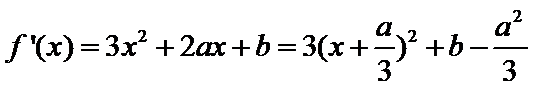 f'(x) = 3x² + 2ax + b = 3(x + a/3)² + b − a²/3